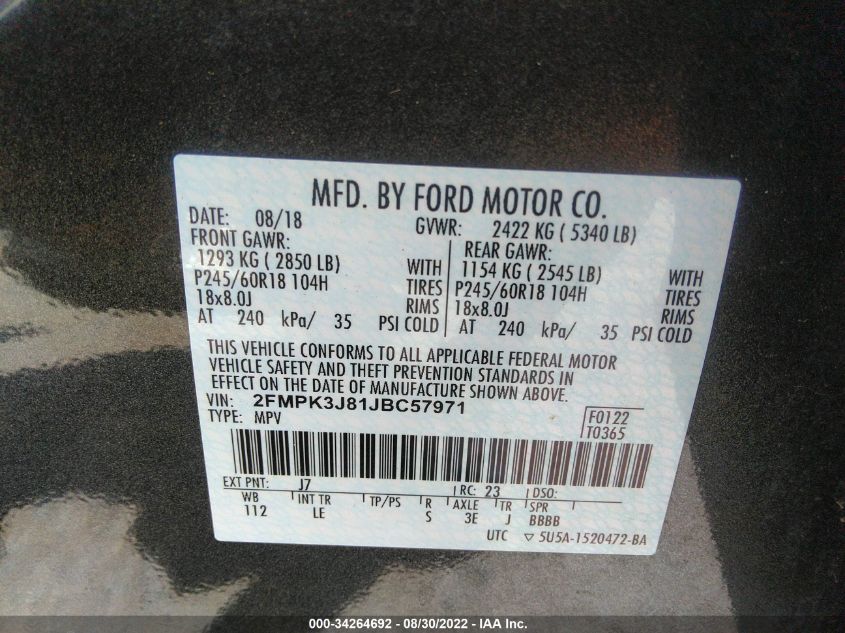 MFD. BY FORD MOTOR CO.
DATE: 08/18 GVWR: 2422 KG ( 5340 LB)
FRONT GAWR: REAR GAWR:
1293 KG ( 2850 LB) WITH 1154 KG ( 2545 LB) WITH
P245/60R18 104H TIRES P245/60R18 104H TIRES
18x8.0J RIMS 18x8.0J RIMS
AT 240 kPa/ 35 PSI COLD AT 240 kPa/ 35 PSI COLD
THIS VEHICLE CONFORMS TO ALL APPLICABLE FEDERAL MOTOR
VEHICLE SAFETY AND THEFT PREVENTION STANDARDS IN
EFFECT ON THE DATE OF MANUFACTURE SHOWN ABOVE.
VIN: 2FMPK3J81JBC57971
TYPE: MPV
F0122
T0365
EXT PNT: J7 RC: 23 DSO:
WB INT TR TP/PS R AXLE TR SPR
112 LE S 3E J BBBB
UTC ▽ 5U5A-1520472-BA
000-34264692 - 08/30/2022 - IAA Inc.